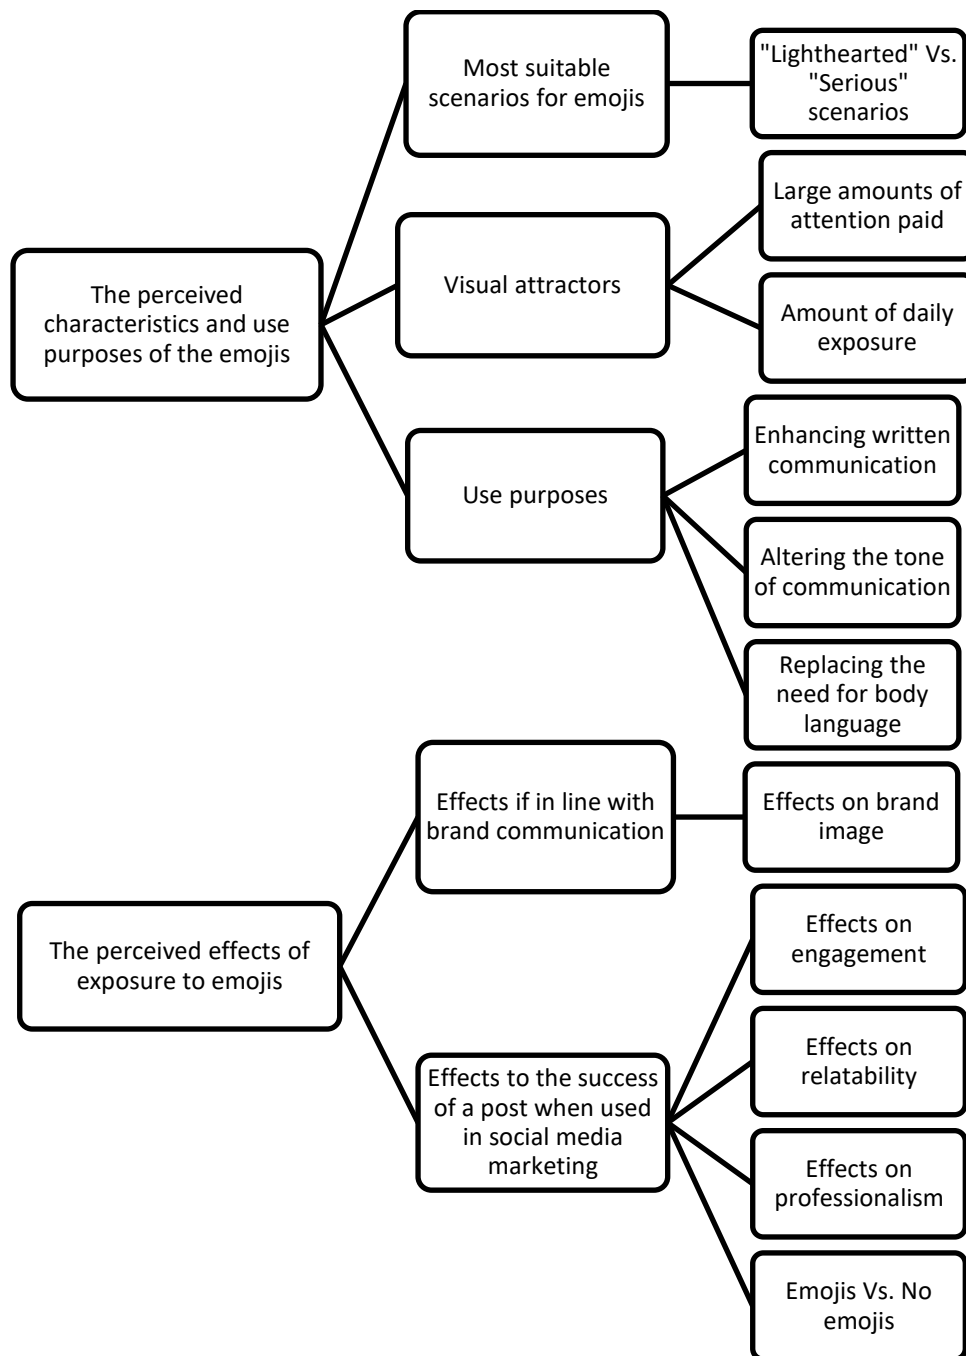 The perceived
characteristics and use
purposes of the emojis
Most suitable
scenarios for emojis
"Lighthearted" Vs.
"Serious"
scenarios
Visual attractors
Large amounts of
attention paid
Amount of daily
exposure
Use purposes
Enhancing written
communication
Altering the tone
of communication
Replacing the
need for body
language
The perceived effects of
exposure to emojis
Effects if in line with
brand communication
Effects on brand
image
Effects to the success
of a post when used
in social media
marketing
Effects on
engagement
Effects on
relatability
Effects on
professionalism
Emojis Vs. No
emojis